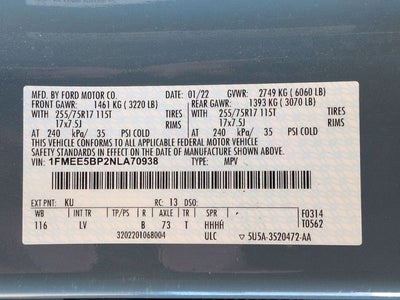 MFD. BY FORD MOTOR CO.
01/22 GVWR: 2749 KG ( 6060 LB)
FRONT GAWR: 1461 KG ( 3220 LB) REAR GAWR: 1393 KG ( 3070 LB)
WITH 255/75R17 115T TIRES WITH 255/75R17 115T TIRES
17x7.5J RIMS 17x7.5J RIMS
AT 240 kPa/ 35 PSI COLD AT 240 kPa/ 35 PSI COLD
THIS VEHICLE CONFORMS TO ALL APPLICABLE FEDERAL MOTOR VEHICLE
SAFETY STANDARDS IN EFFECT ON THE DATE OF MANUFACTURE SHOWN ABOVE.
VIN: 1FMEE5BP2NLA70938 TYPE: MPV
EXT PNT: KU RC: 13 DSO:
WB INT TR TP/PS R AXLE TR SPR F0314
116 LV B 73 T HHHH T0562
3202201068004 ULC ▽ 5U5A-3520472-AA